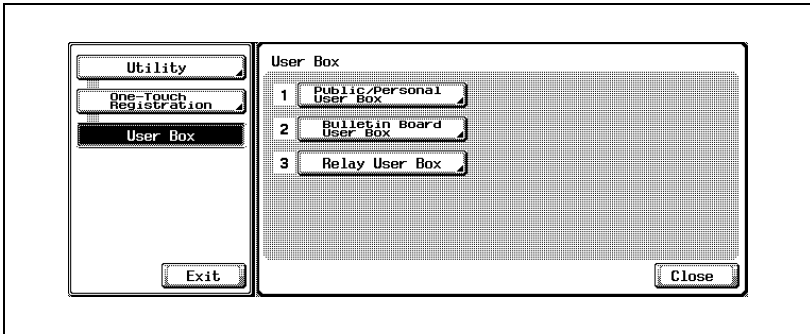 Utility
One-Touch
Registration
User Box
Exit
User Box
1 Public/Personal
User Box
2 Bulletin Board
User Box
3 Relay User Box
Close